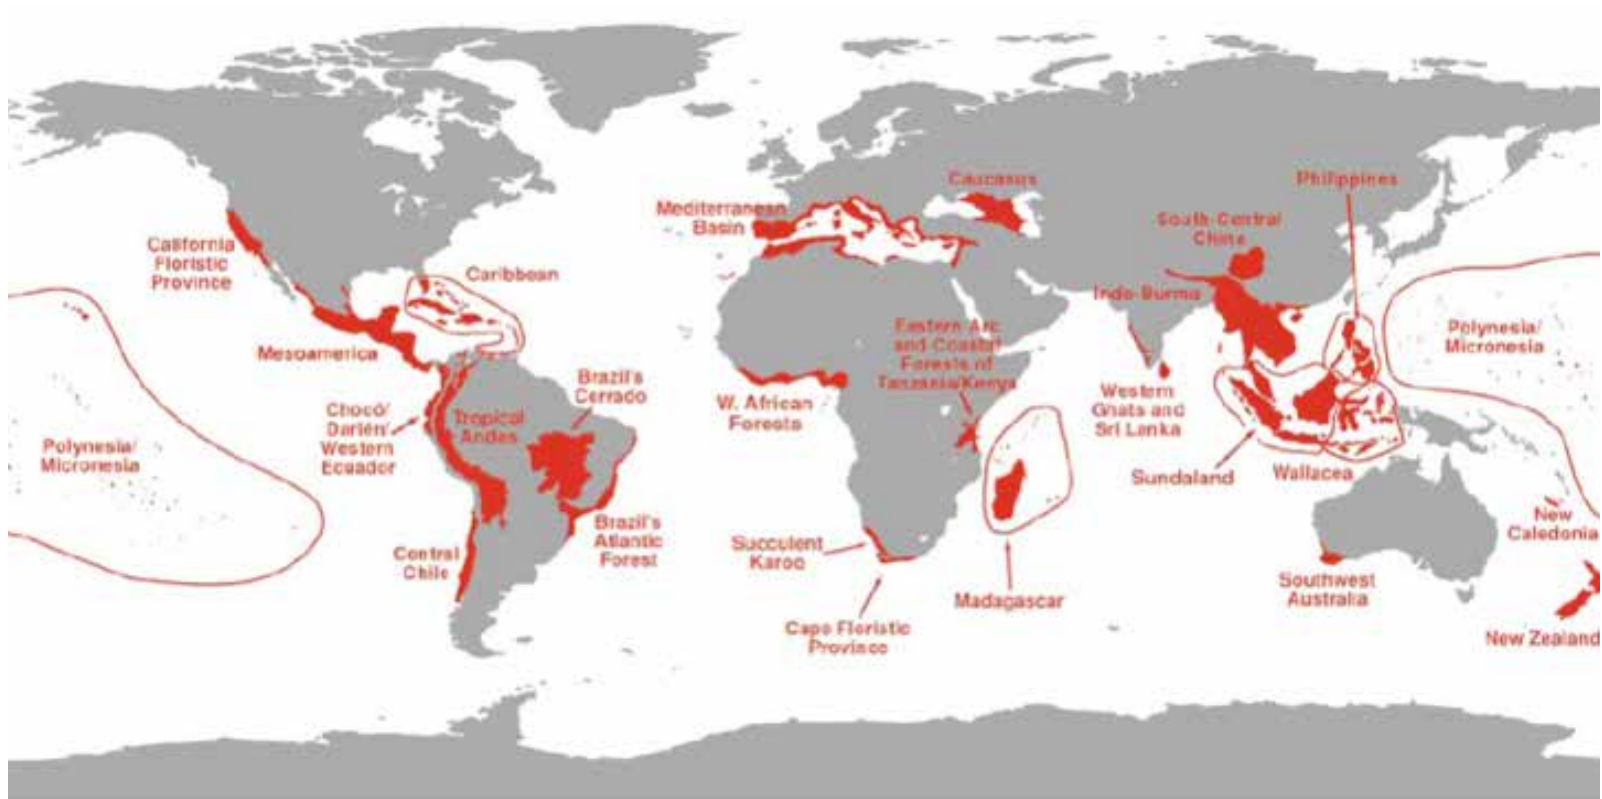 California
Floristic
Province
Polynesia/
Micronesia
Mesoamerica
Caribbean
Chocó/
Darién/
Western
Ecuador
Tropical
Andes
Brazil's
Cerrado
Central
Chile
Brazil's
Atlantic
Forest
Mediterranean
Basin
Caucasus
W. African
Forests
Eastern Arc
and Coastal
Forests of
Tanzania/Kenya
Succulent
Karoo
Cape Floristic
Province
Madagascar
South-Central
China
Indo-Burma
Western
Ghats and
Sri Lanka
Philippines
Sundaland
Wallacea
Polynesia/
Micronesia
Southwest
Australia
New
Caledonia
New Zealand